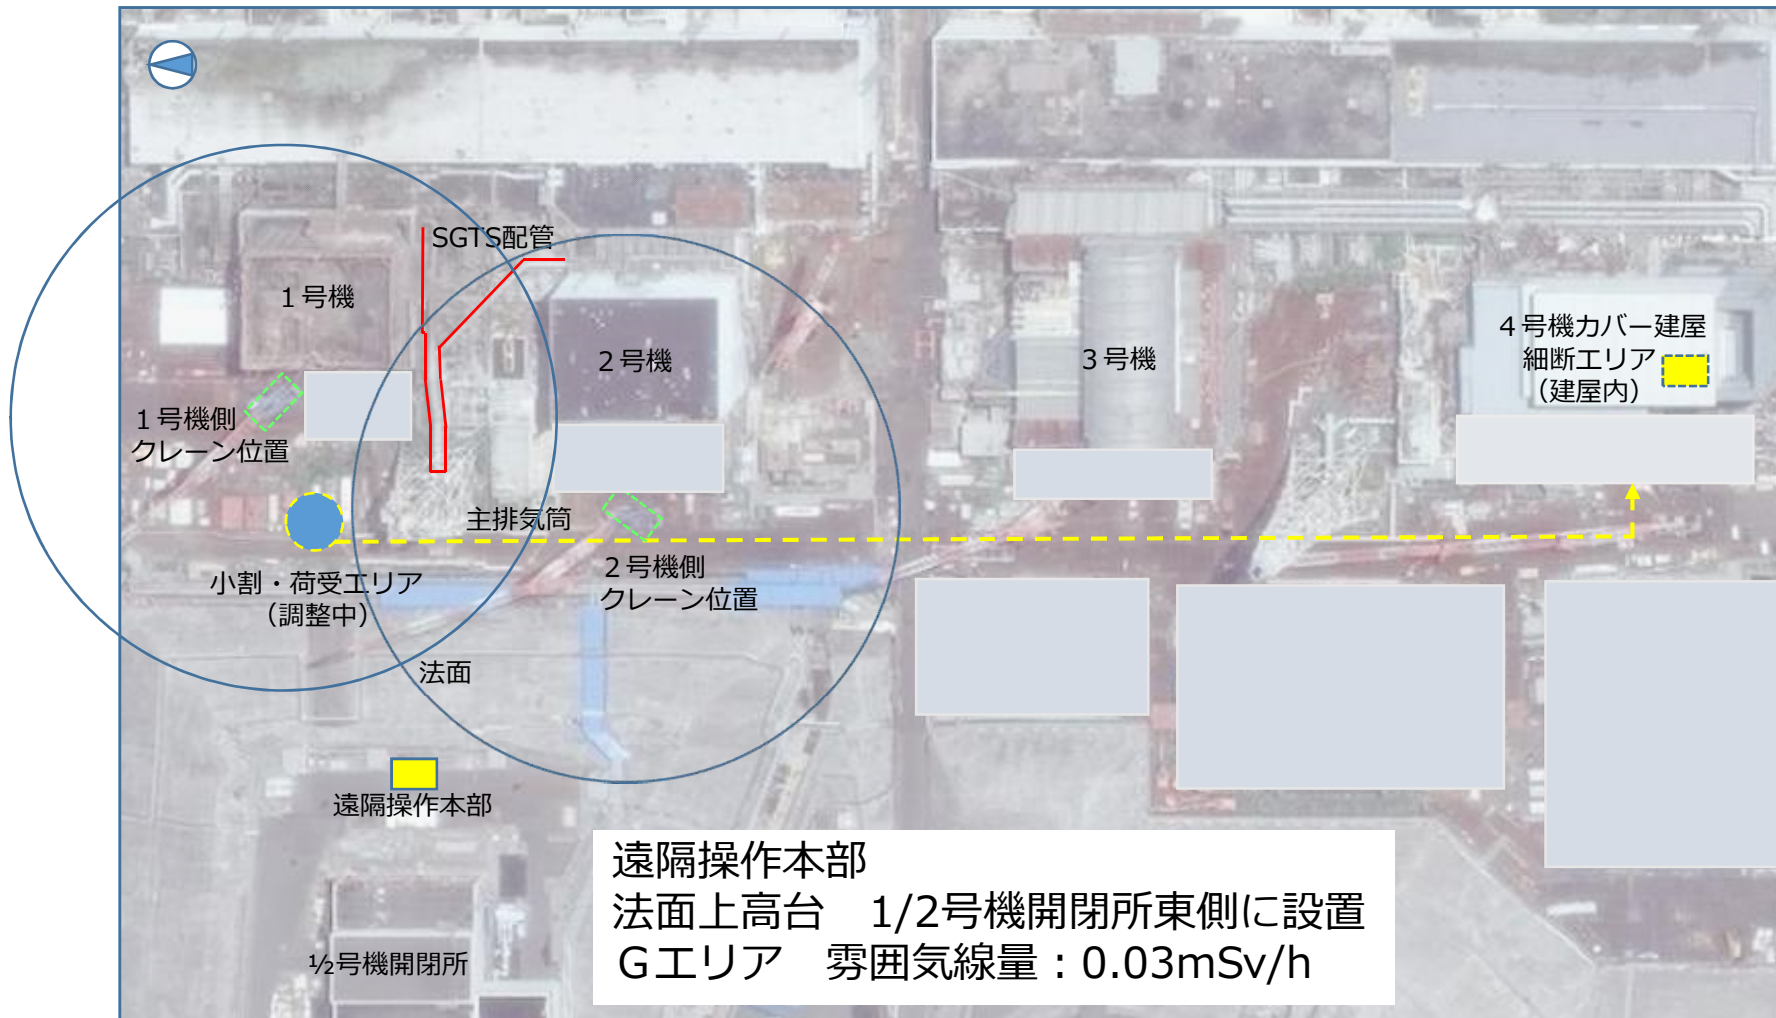 SGTS配管
１号機
２号機
３号機
４号機カバー建屋
細断エリア
（建屋内）
１号機側
クレーン位置
主排気筒
２号機側
クレーン位置
小割・荷受エリア
（調整中）
法面
遠隔操作本部
½号機開閉所
遠隔操作本部
法面上高台　1/2号機開閉所東側に設置
Ｇエリア　雰囲気線量：0.03mSv/h